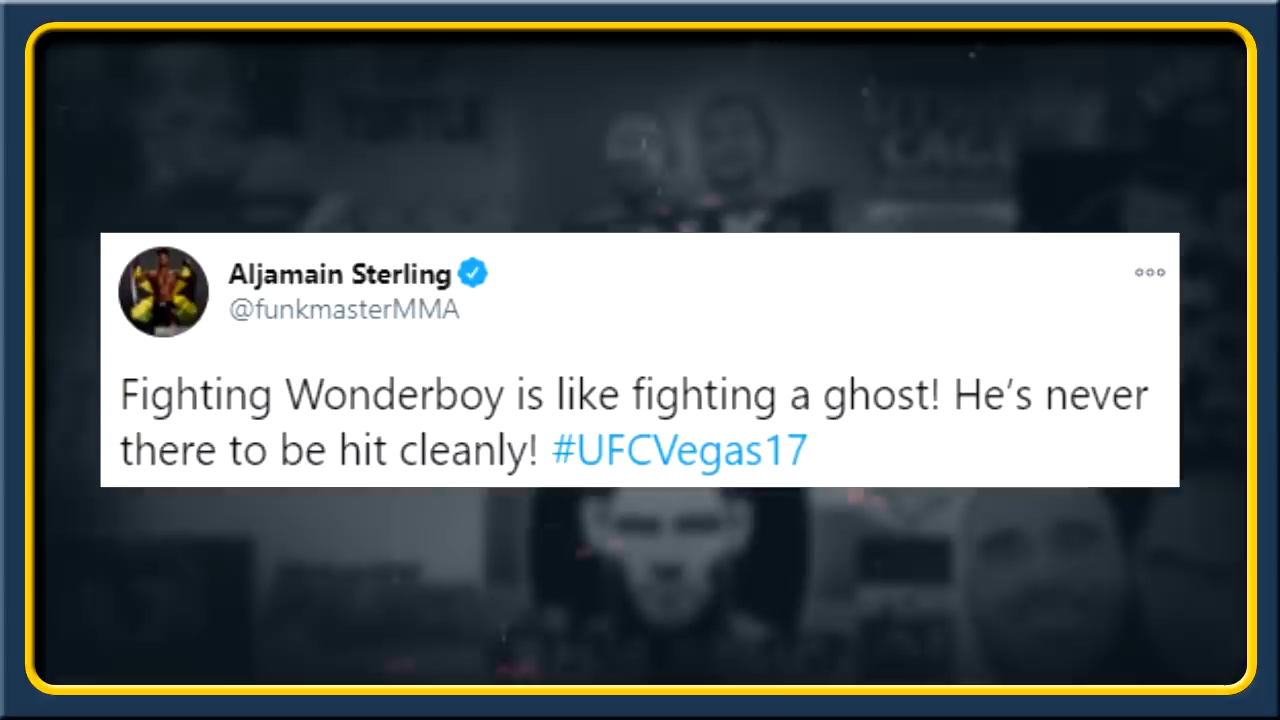 Aljamain Sterling
@funkmasterMMA
Fighting Wonderboy is like fighting a ghost! He’s never
there to be hit cleanly! #UFCVegas17